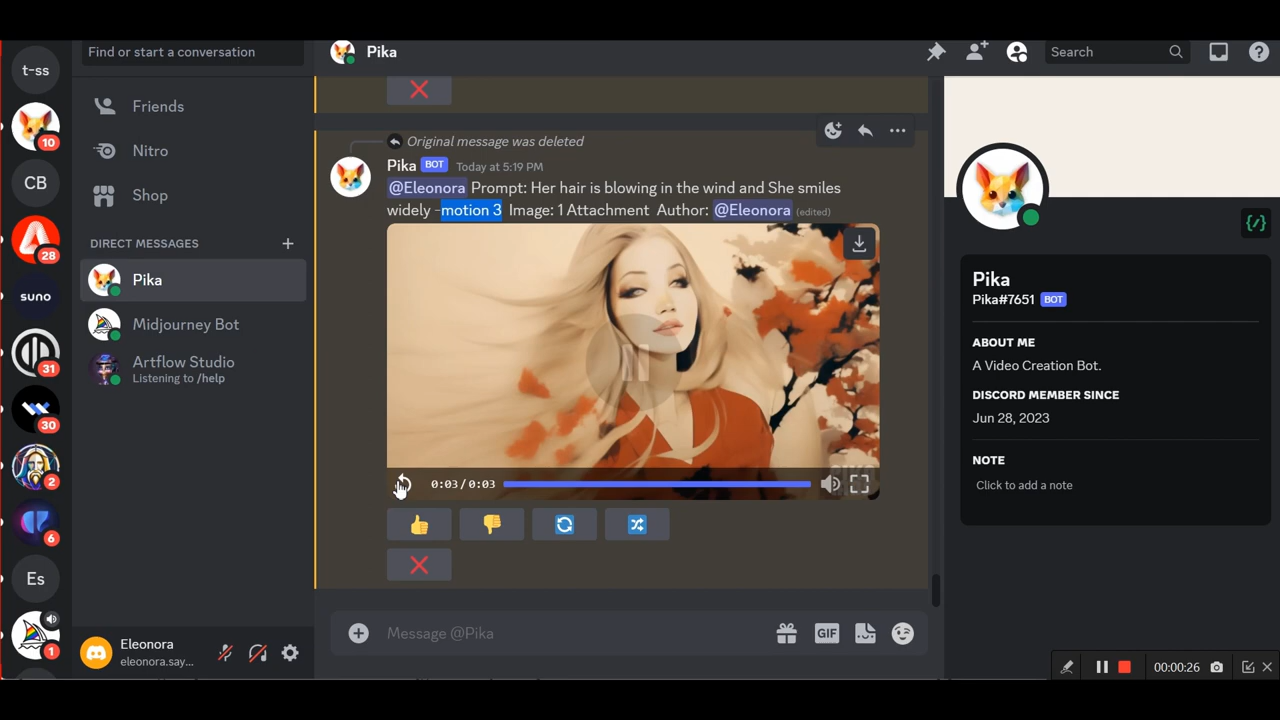 t-ss
10
CB
28
suno
31
30
2
6
Es
1
Find or start a conversation
Friends
Nitro
Shop
DIRECT MESSAGES
Pika
Midjourney Bot
Artflow Studio
Listening to /help
Eleonora
eleonora.say...
Pika
Search
Original message was deleted
Pika BOT Today at 5:19 PM
@Eleonora Prompt: Her hair is blowing in the wind and She smiles
widely -motion 3 Image: 1 Attachment Author: @Eleonora (edited)
0:03/0:03
Message @Pika
GIF
Pika
Pika#7651 BOT
ABOUT ME
A Video Creation Bot.
DISCORD MEMBER SINCE
Jun 28, 2023
NOTE
Click to add a note
00:00:26